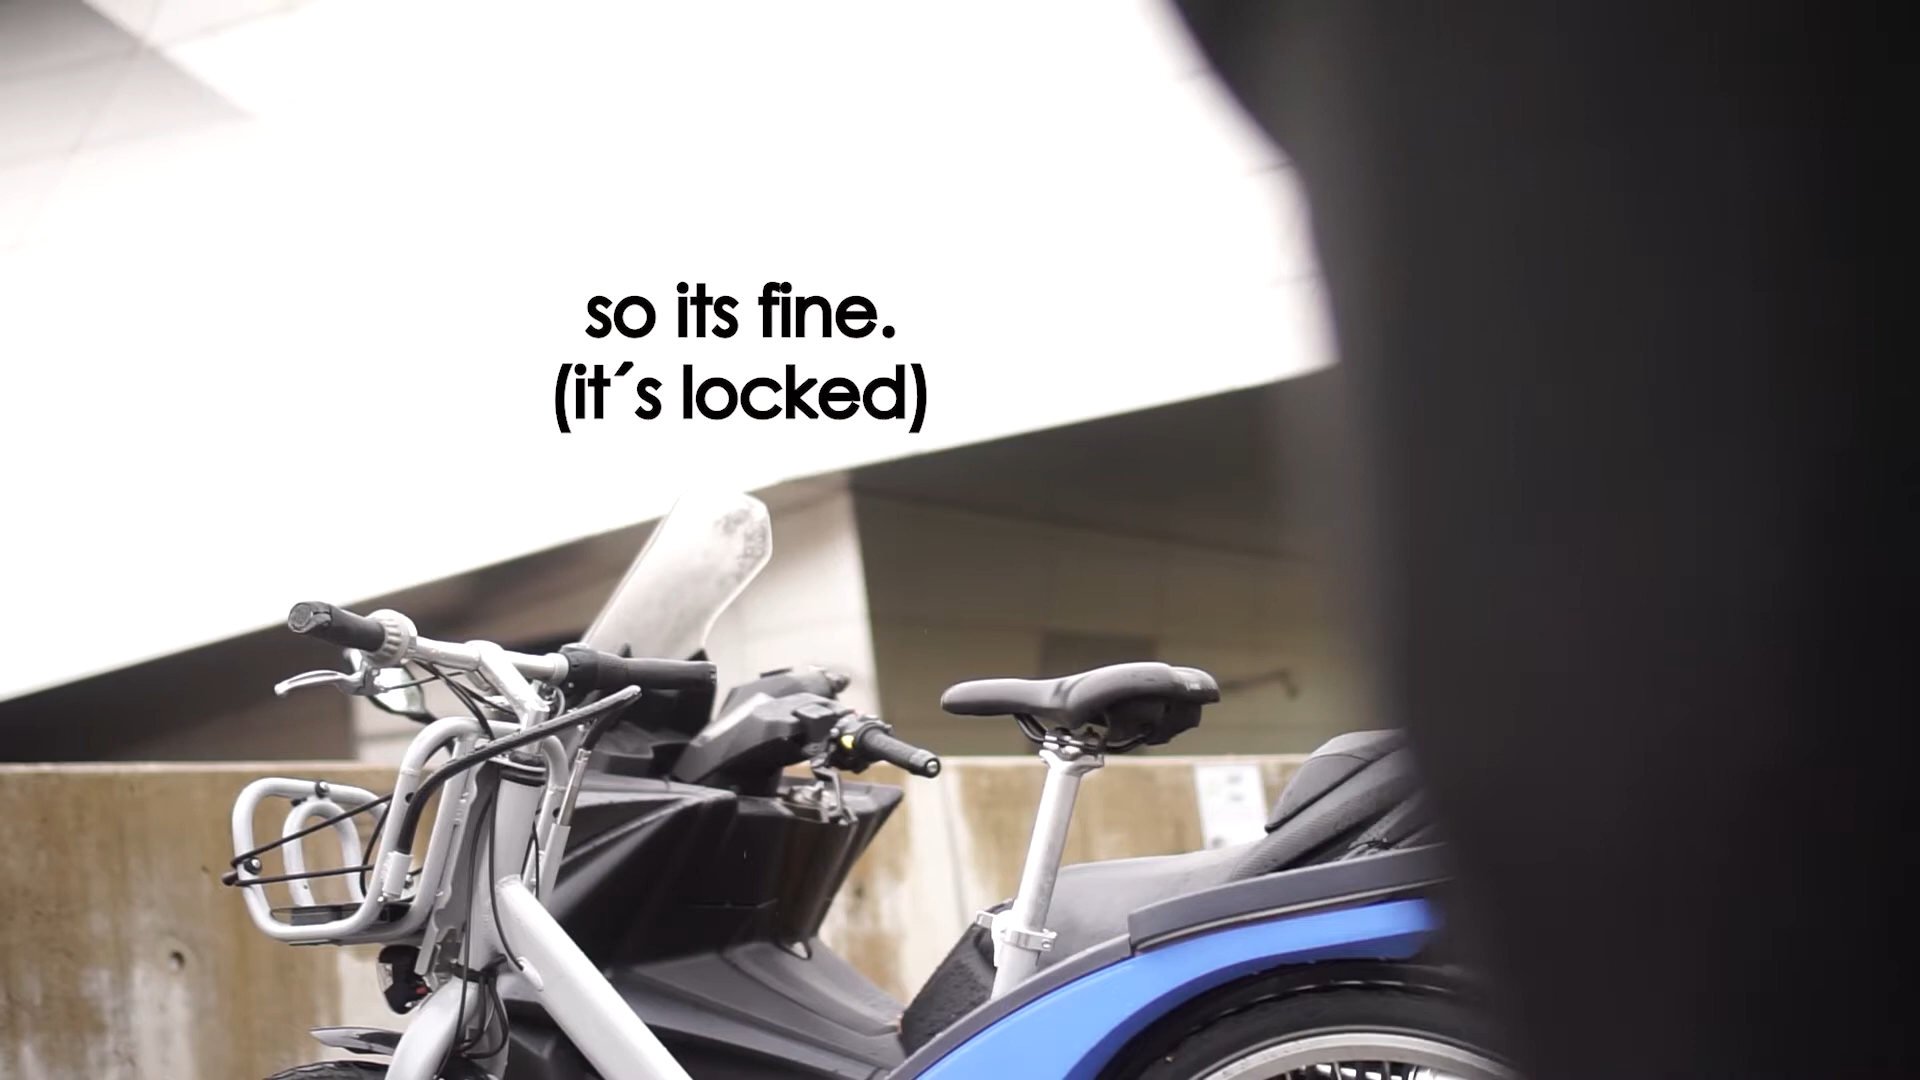 so its fine.
(it´s locked)